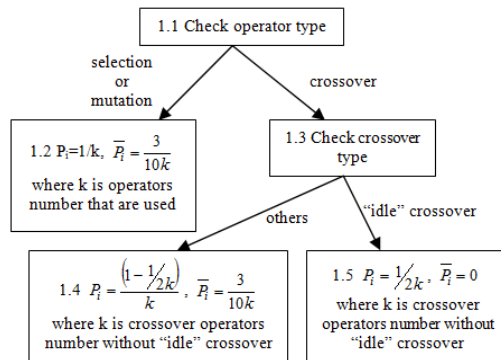 1.1 Check operator type
selection
or
mutation
crossover
1.2 Pᵢ=1/k, P̅ᵢ = 3/10k
where k is operators
number that are used
1.3 Check crossover
type
others
“idle” crossover
1.4 Pᵢ = (1 − 1/2k)/k , P̅ᵢ = 3/10k
where k is crossover operators
number without “idle” crossover
1.5 Pᵢ = 1/2k , P̅ᵢ = 0
where k is crossover
operators number without
“idle” crossover